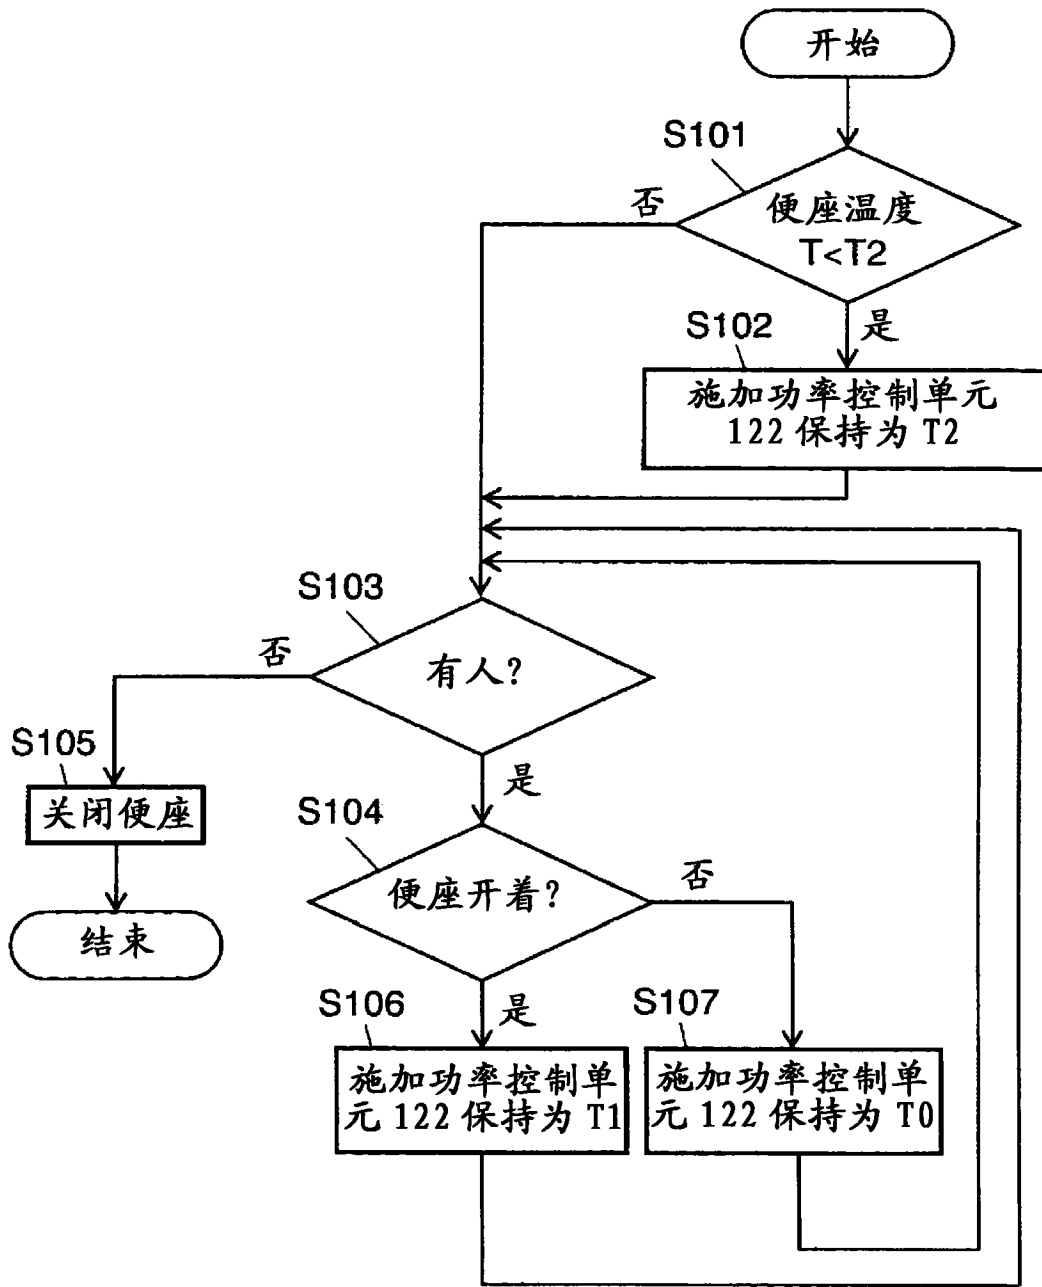 开始
S101
否
便座温度
T<T2
S102
是
施加功率控制单元
122 保持为 T2
S103
否
有人?
S105
是
关闭便座
S104
否
便座开着?
结束
S106
是
S107
施加功率控制单
元 122 保持为 T1
施加功率控制单
元 122 保持为 T0